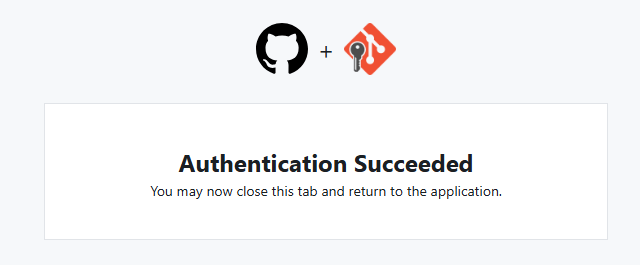 +
Authentication Succeeded
You may now close this tab and return to the application.